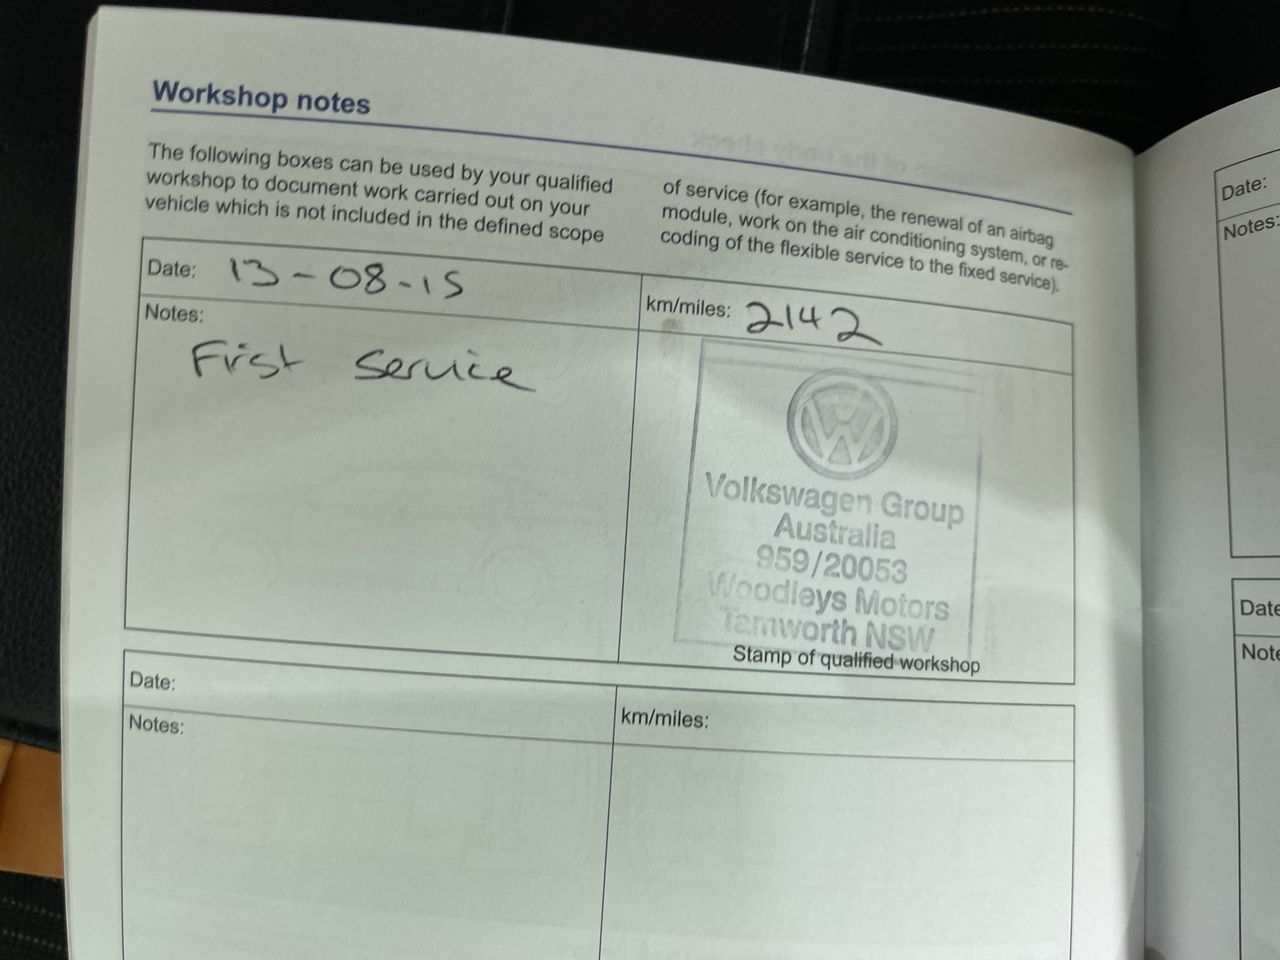 Workshop notes
The following boxes can be used by your qualified
workshop to document work carried out on your
vehicle which is not included in the defined scope
of service (for example, the renewal of an airbag
module, work on the air conditioning system, or re-
coding of the flexible service to the fixed service).
Date: 13-08-15
km/miles: 2142
Notes:
First Service
Volkswagen Group
Australia
959/20053
Woodleys Motors
Tamworth NSW
Stamp of qualified workshop
Date:
km/miles:
Notes:
Date:
Notes:
Date
Note